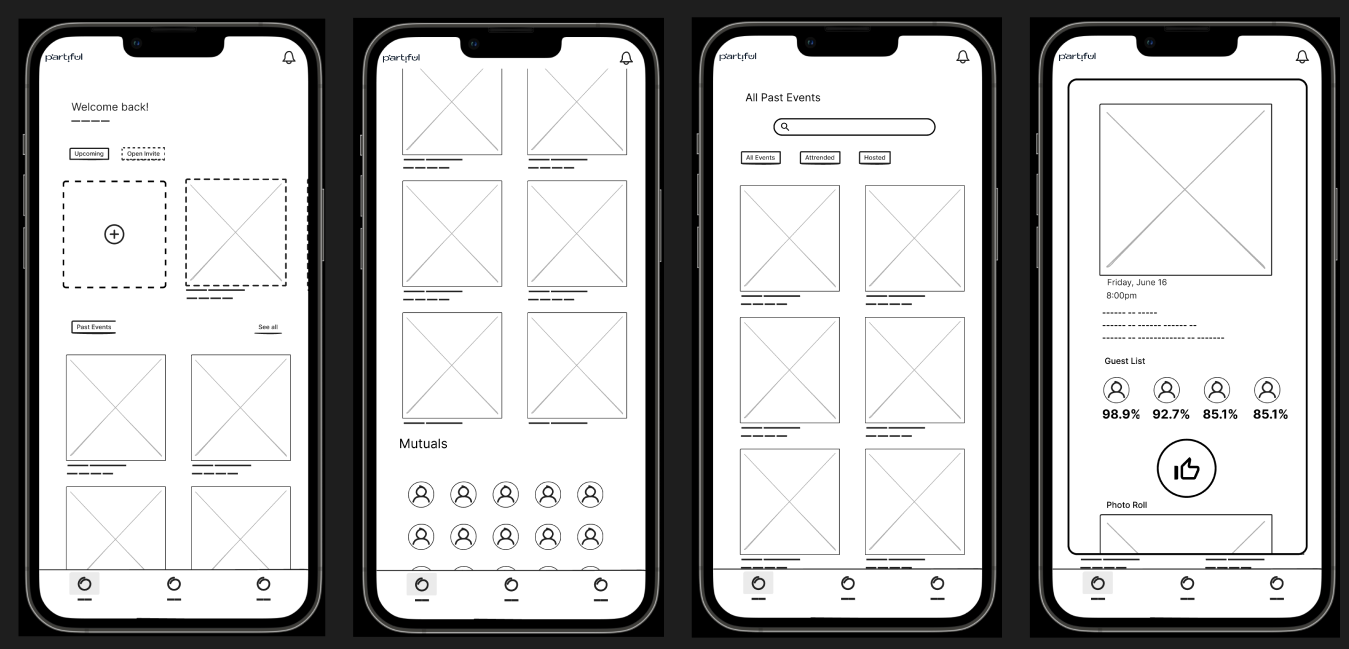 partiful
Welcome back!
Upcoming
Open Invite
Past Events
See all
partiful
Mutuals
partiful
All Past Events
All Events
Attrended
Hosted
partiful
Friday, June 16
8:00pm
Guest List
98.9% 92.7% 85.1% 85.1%
Photo Roll